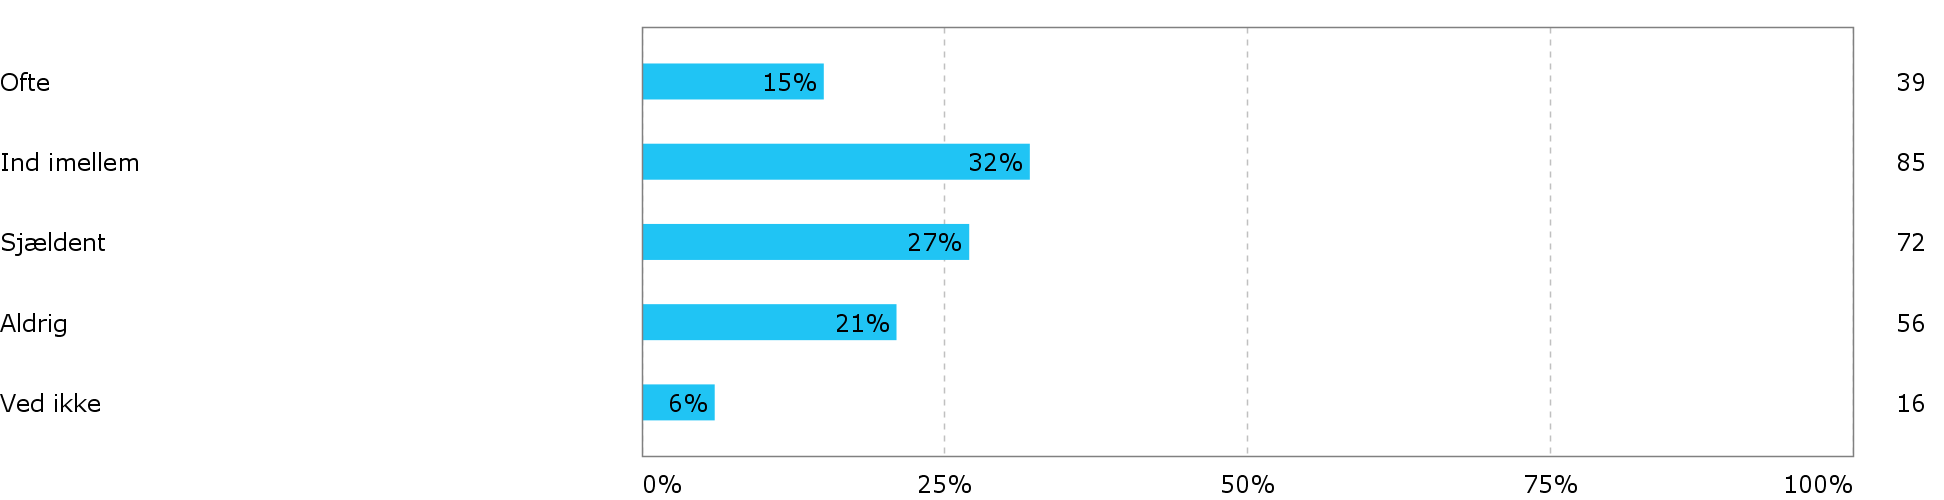 Ofte 15% 39
Ind imellem 32% 85
Sjældent 27% 72
Aldrig 21% 56
Ved ikke 6% 16
0% 25% 50% 75% 100%